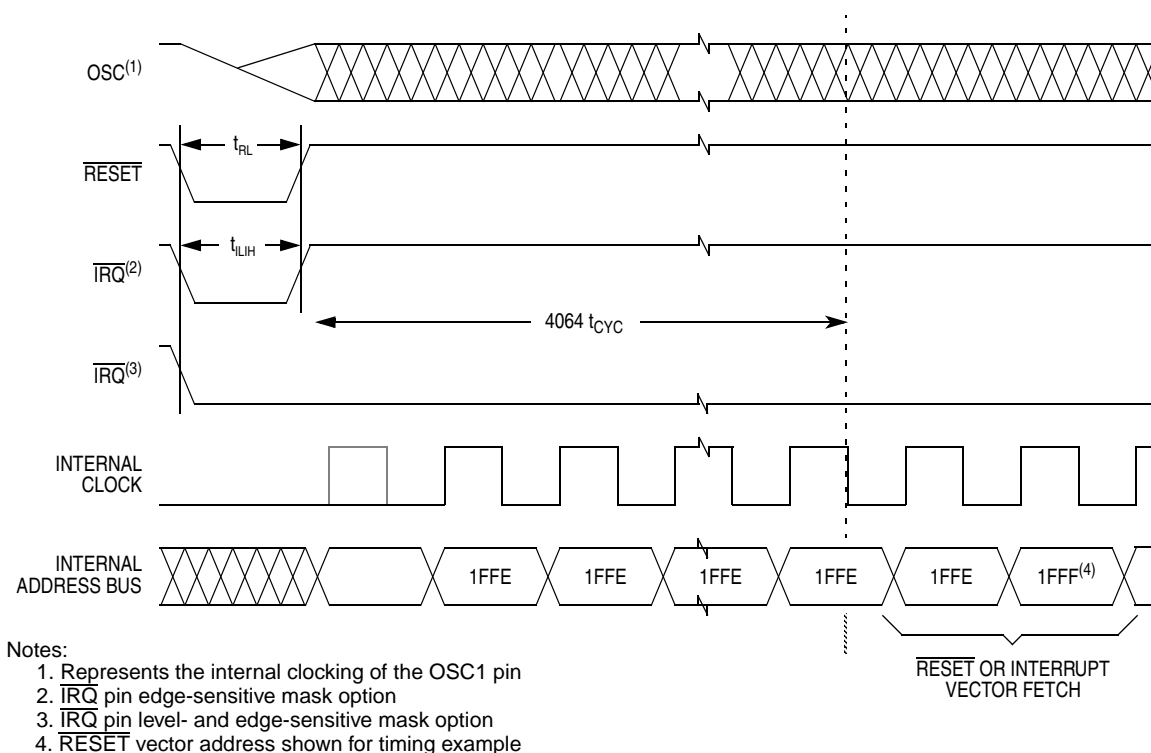 OSC(1)
tRL
RESET
tILIH
IRQ(2)
4064 tCYC
IRQ(3)
INTERNAL
CLOCK
INTERNAL
ADDRESS BUS
1FFE 1FFE 1FFE 1FFE 1FFE 1FFF(4)
RESET OR INTERRUPT
VECTOR FETCH
Notes:
1. Represents the internal clocking of the OSC1 pin
2. IRQ pin edge-sensitive mask option
3. IRQ pin level- and edge-sensitive mask option
4. RESET vector address shown for timing example